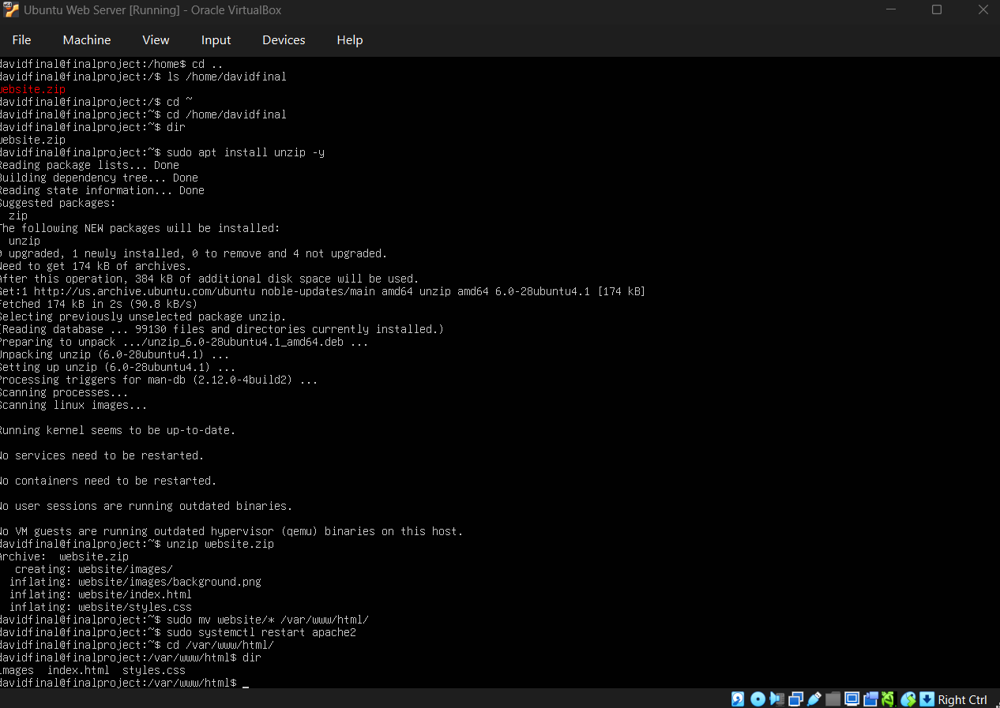 Ubuntu Web Server [Running] - Oracle VirtualBox
File Machine View Input Devices Help
davidfinal@finalproject:/home$ cd ..
davidfinal@finalproject:/$ ls /home/davidfinal
website.zip
davidfinal@finalproject:/$ cd ~
davidfinal@finalproject:~$ cd /home/davidfinal
davidfinal@finalproject:~$ dir
website.zip
davidfinal@finalproject:~$ sudo apt install unzip -y
Reading package lists... Done
Building dependency tree... Done
Reading state information... Done
Suggested packages:
  zip
The following NEW packages will be installed:
  unzip
0 upgraded, 1 newly installed, 0 to remove and 4 not upgraded.
Need to get 174 kB of archives.
After this operation, 384 kB of additional disk space will be used.
Get:1 http://us.archive.ubuntu.com/ubuntu noble-updates/main amd64 unzip amd64 6.0-28ubuntu4.1 [174 kB]
Fetched 174 kB in 2s (90.8 kB/s)
Selecting previously unselected package unzip.
(Reading database ... 99130 files and directories currently installed.)
Preparing to unpack .../unzip_6.0-28ubuntu4.1_amd64.deb ...
Unpacking unzip (6.0-28ubuntu4.1) ...
Setting up unzip (6.0-28ubuntu4.1) ...
Processing triggers for man-db (2.12.0-4build2) ...
Scanning processes...
Scanning linux images...
Running kernel seems to be up-to-date.
No services need to be restarted.
No containers need to be restarted.
No user sessions are running outdated binaries.
No VM guests are running outdated hypervisor (qemu) binaries on this host.
davidfinal@finalproject:~$ unzip website.zip
Archive:  website.zip
   creating: website/images/
  inflating: website/images/background.png
  inflating: website/index.html
  inflating: website/styles.css
davidfinal@finalproject:~$ sudo mv website/* /var/www/html/
davidfinal@finalproject:~$ sudo systemctl restart apache2
davidfinal@finalproject:~$ cd /var/www/html/
davidfinal@finalproject:/var/www/html$ dir
images  index.html  styles.css
davidfinal@finalproject:/var/www/html$ _
Right Ctrl